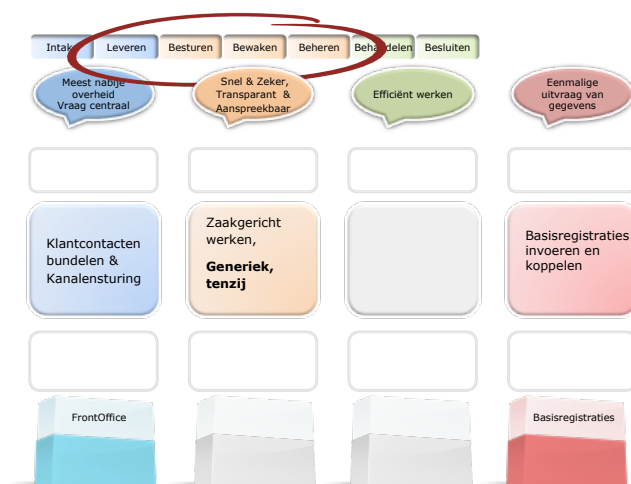 Intake Leveren Besturen Bewaken Beheren Behandelen Besluiten
Meest nabije
overheid
Vraag centraal
Snel & Zeker,
Transparant &
Aanspreekbaar
Efficiënt werken
Eenmalige
uitvraag van
gegevens
Klantcontacten
bundelen &
Kanalensturing
Zaakgericht
werken,
Generiek,
tenzij
Basisregistraties
invoeren en
koppelen
FrontOffice
Basisregistraties